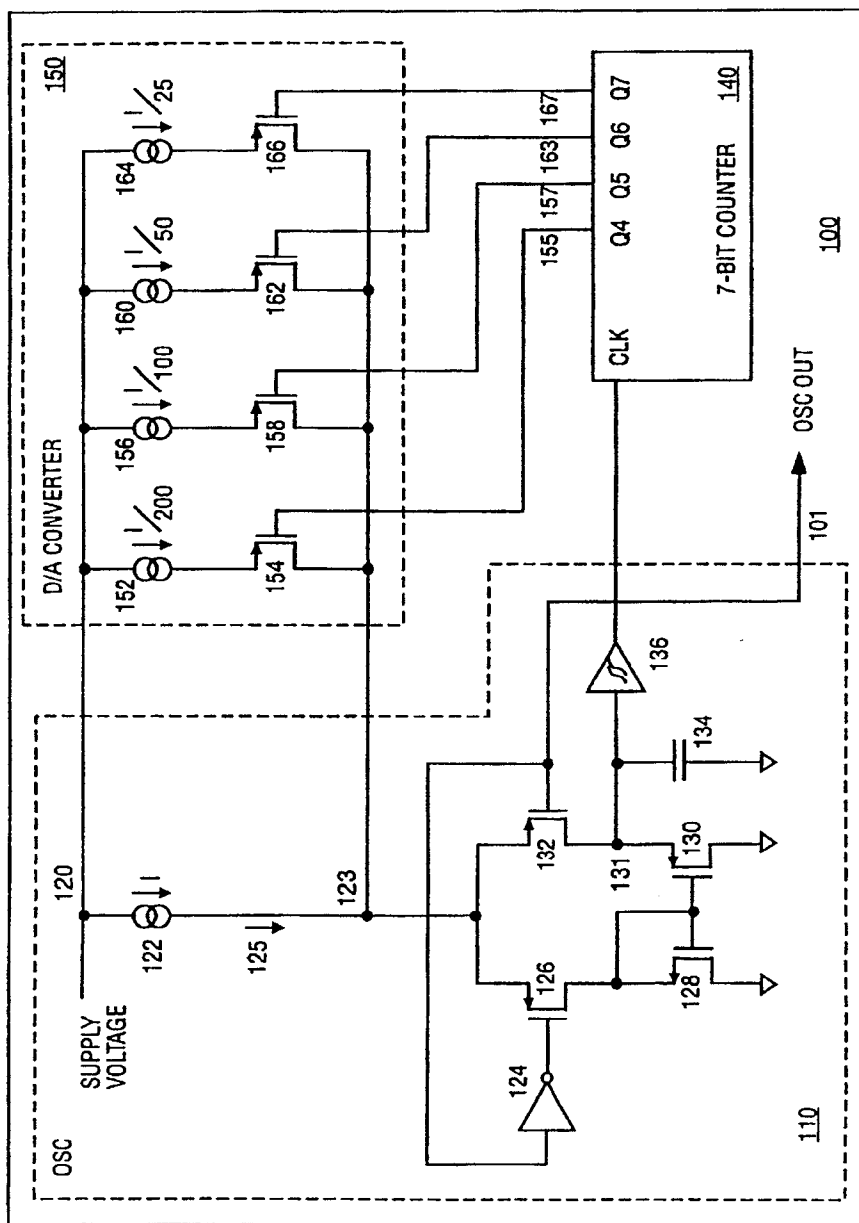 150
D/A CONVERTER
152
I/200
156
I/100
160
I/50
164
I/25
154
158
162
166
120
SUPPLY
VOLTAGE
122
I
125
123
OSC
124
126
128
132
131
130
134
136
110
155
157
163
167
CLK
Q4
Q5
Q6
Q7
7-BIT COUNTER
140
OSC OUT
101
100